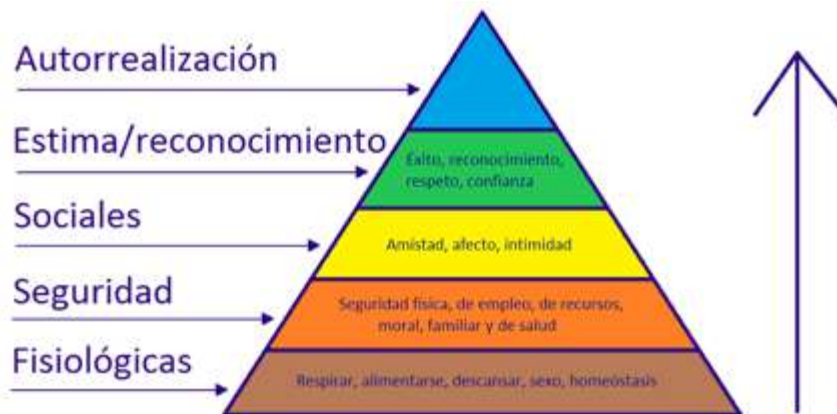 Autorrealización
Estima/reconocimiento
Exito, reconocimiento,
respeto, confianza
Sociales
Amistad, afecto, intimidad
Seguridad
Seguridad física, de empleo, de recursos,
moral, familiar y de salud
Fisiológicas
Respirar, alimentarse, descansar, sexo, homeóstasis